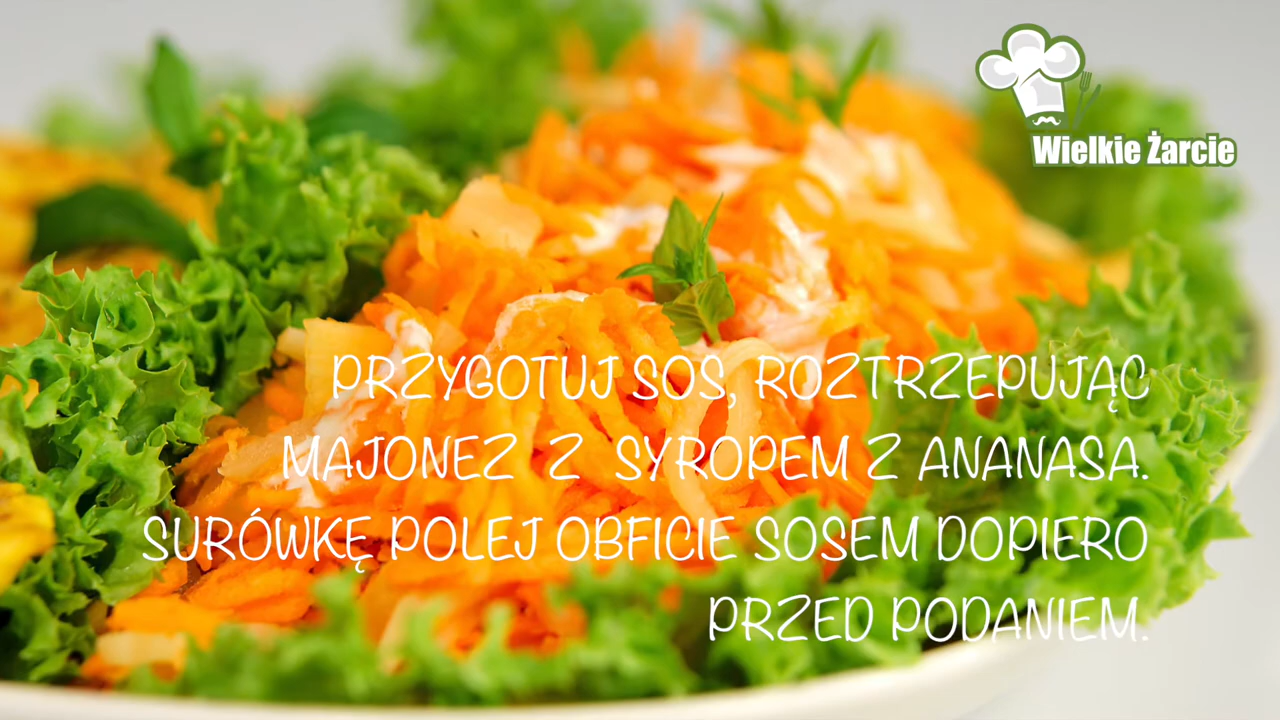 Wielkie Żarcie
PRZYGOTUJ SOS, ROZTRZEPUJĄC
MAJONEZ Z SYROPEM Z ANANASA.
SURÓWKĘ POLEJ OBFICIE SOSEM DOPIERO
PRZED PODANIEM.